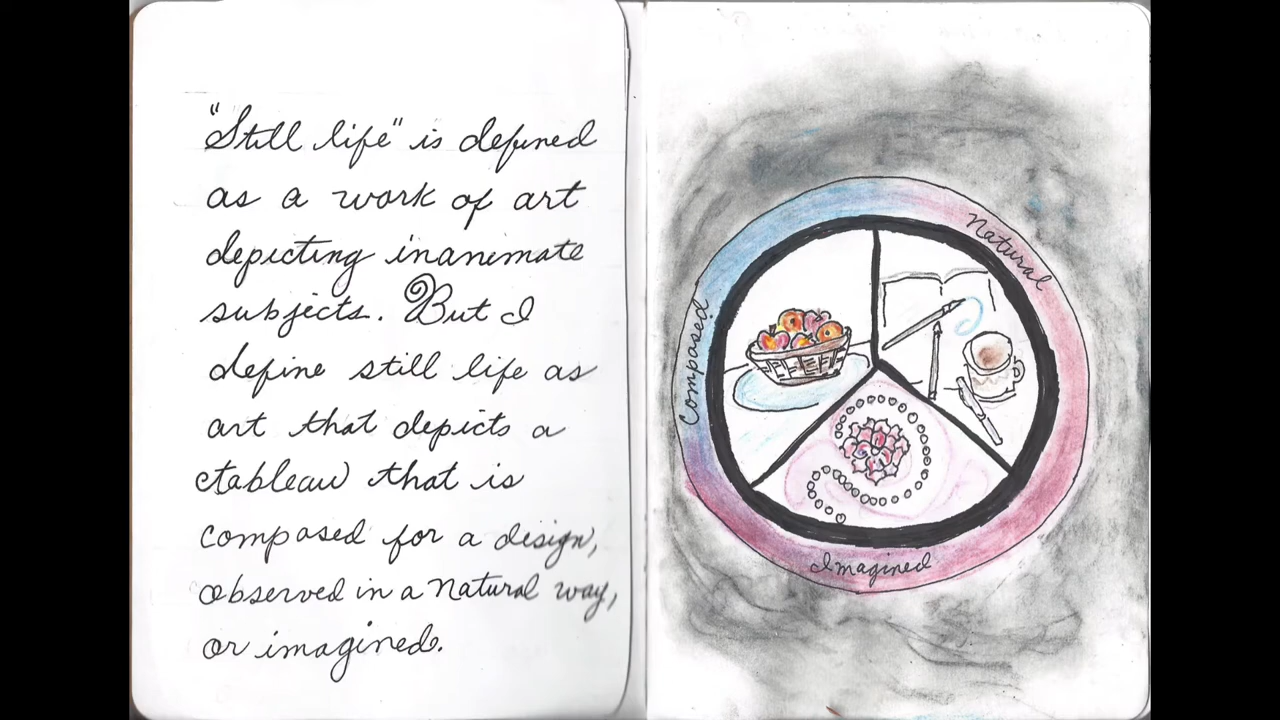 "Still life" is defined
as a work of art
depicting inanimate
subjects. But I
define still life as
art that depicts a
tableau that is
composed for a design,
observed in a natural way,
or imagined.
Composed
Natural
Imagined